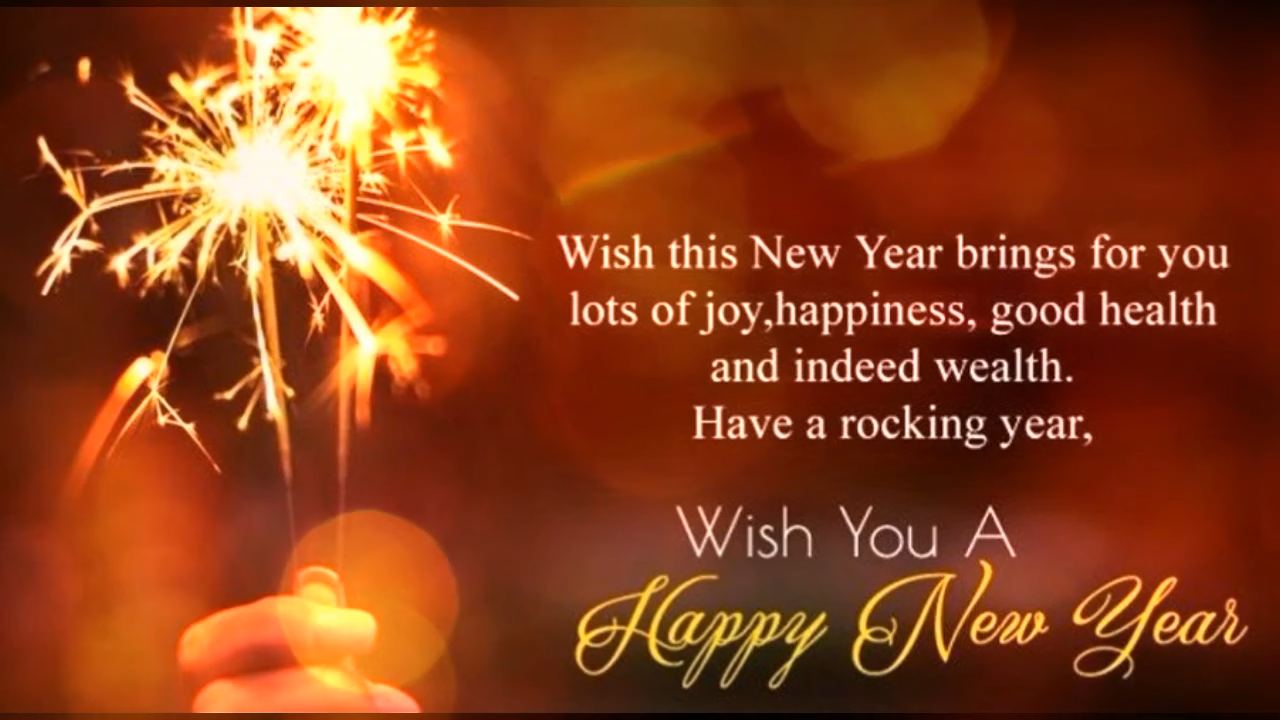 Wish this New Year brings for you
lots of joy,happiness, good health
and indeed wealth.
Have a rocking year,
Wish You A
Happy New Year